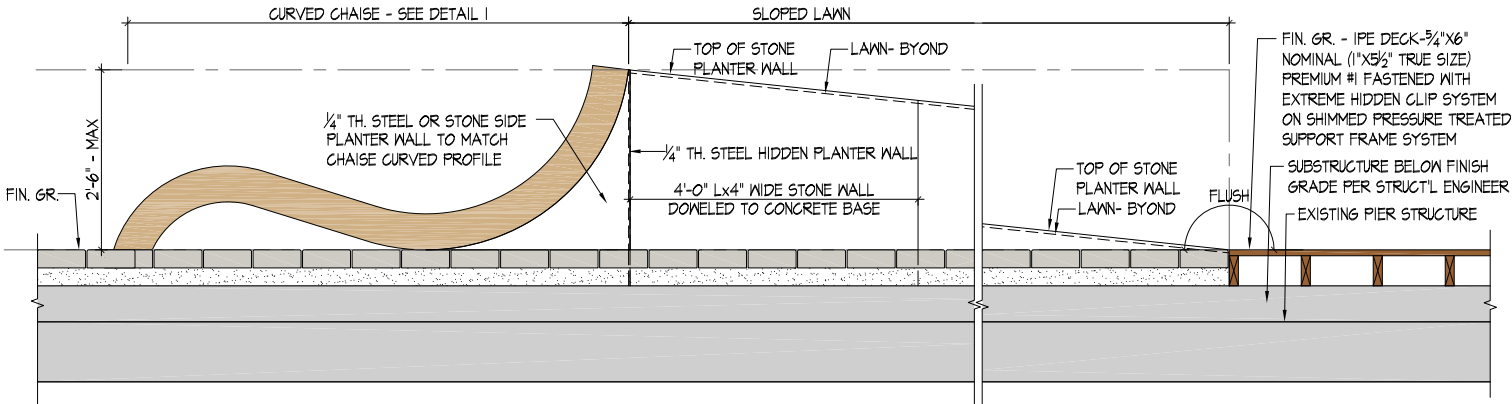 CURVED CHAISE - SEE DETAIL 1
SLOPED LAWN
TOP OF STONE
PLANTER WALL
LAWN- BYOND
FIN. GR. - IPE DECK-5/4"X6"
NOMINAL (1"X5½" TRUE SIZE)
PREMIUM #1 FASTENED WITH
EXTREME HIDDEN CLIP SYSTEM
ON SHIMMED PRESSURE TREATED
SUPPORT FRAME SYSTEM
2'-6" - MAX
¼" TH. STEEL OR STONE SIDE
PLANTER WALL TO MATCH
CHAISE CURVED PROFILE
¼" TH. STEEL HIDDEN PLANTER WALL
4'-0" Lx4" WIDE STONE WALL
DOWELED TO CONCRETE BASE
TOP OF STONE
PLANTER WALL
LAWN- BYOND
FLUSH
SUBSTRUCTURE BELOW FINISH
GRADE PER STRUCT'L ENGINEER
EXISTING PIER STRUCTURE
FIN. GR.